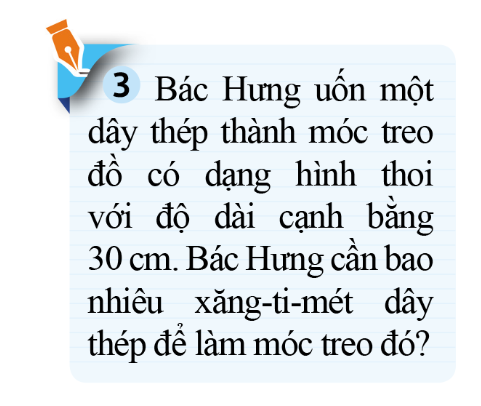 3 Bác Hưng uốn một
dây thép thành móc treo
đồ có dạng hình thoi
với độ dài cạnh bằng
30 cm. Bác Hưng cần bao
nhiêu xăng-ti-mét dây
thép để làm móc treo đó?